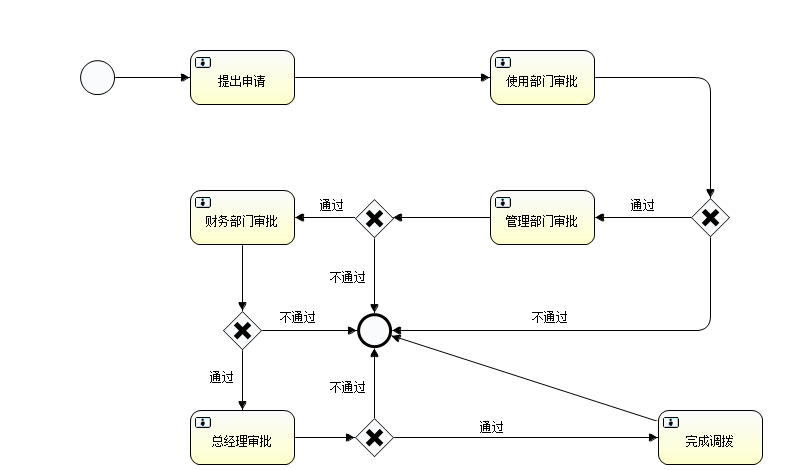 提出申请
使用部门审批
财务部门审批
通过
管理部门审批
通过
不通过
不通过
不通过
通过
不通过
总经理审批
通过
完成调拨